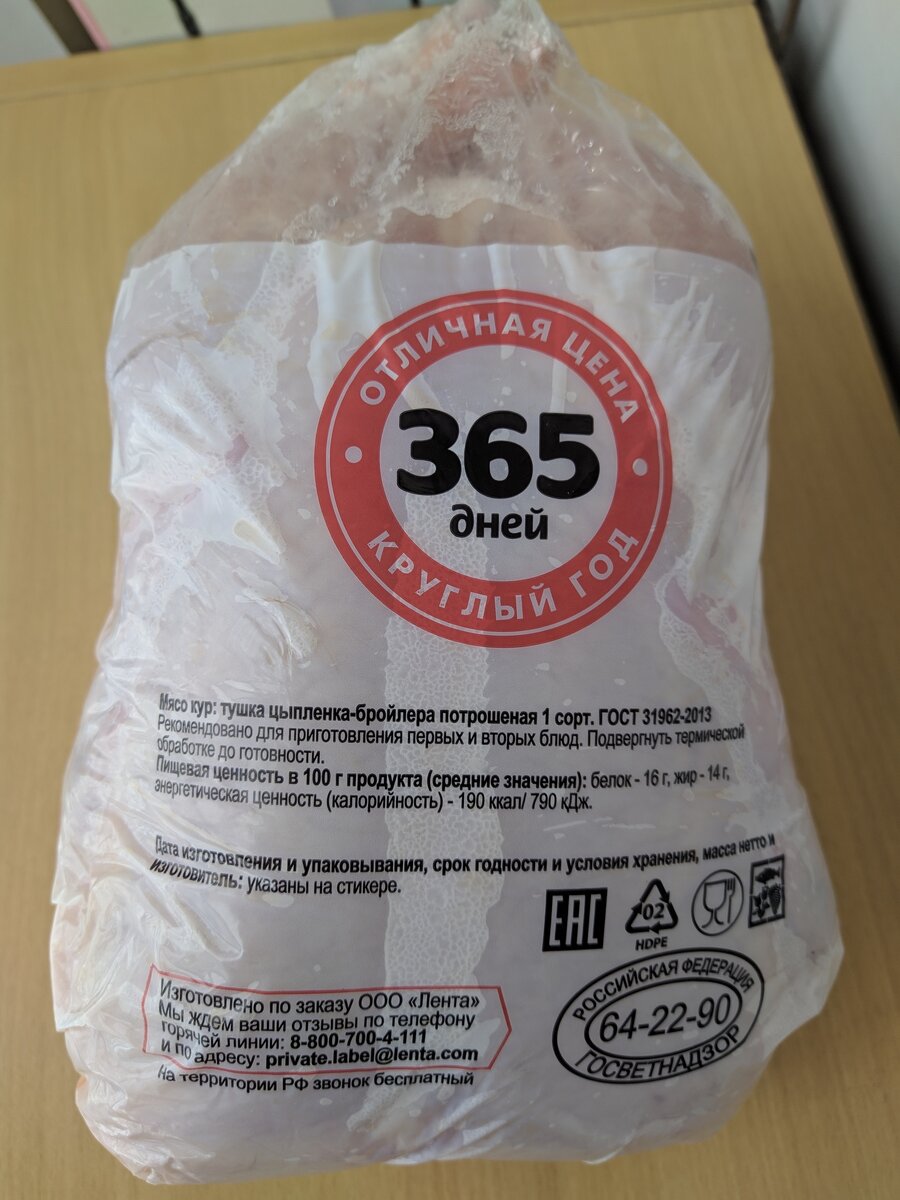 ОТЛИЧНАЯ ЦЕНА
365
дней
КРУГЛЫЙ ГОД
Мясо кур: тушка цыпленка-бройлера потрошеная 1 сорт. ГОСТ 31962-2013
Рекомендовано для приготовления первых и вторых блюд. Подвергнуть термической
обработке до готовности.
Пищевая ценность в 100 г продукта (средние значения): белок - 16 г, жир - 14 г,
энергетическая ценность (калорийность) - 190 ккал/ 790 кДж.
Дата изготовления и упаковывания, срок годности и условия хранения, масса нетто и
изготовитель: указаны на стикере.
EAC
02
HDPE
РОССИЙСКАЯ ФЕДЕРАЦИЯ
64-22-90
ГОСВЕТНАДЗОР
Изготовлено по заказу ООО «Лента»
Мы ждем ваши отзывы по телефону
горячей линии: 8-800-700-4-111
и по адресу: private.label@lenta.com
На территории РФ звонок бесплатный